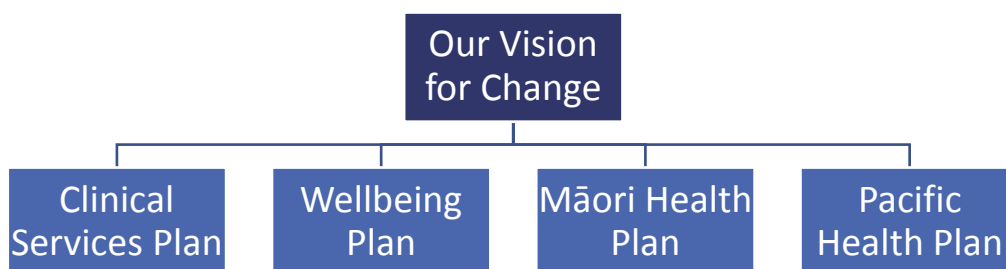 Our Vision
for Change
Clinical
Services Plan
Wellbeing
Plan
Māori Health
Plan
Pacific
Health Plan